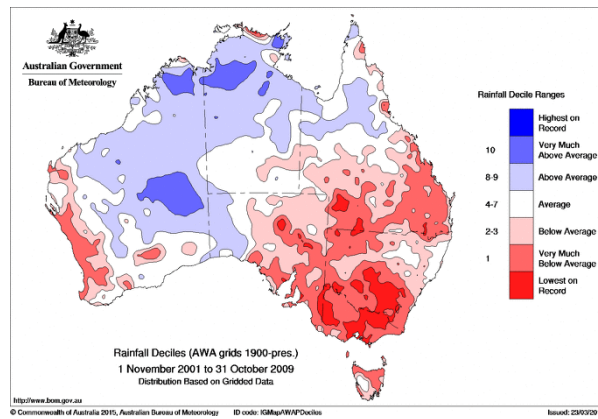 Australian Government
Bureau of Meteorology
Rainfall Decile Ranges
Highest on
Record
10
Very Much
Above Average
8-9
Above Average
4-7
Average
2-3
Below Average
1
Very Much
Below Average
Lowest on
Record
Rainfall Deciles (AWA grids 1900-pres.)
1 November 2001 to 31 October 2009
Distribution Based on Gridded Data
http://www.bom.gov.au
© Commonwealth of Australia 2015, Australian Bureau of Meteorology
ID code: IGMapAWAPDeciles
Issued: 23/03/20